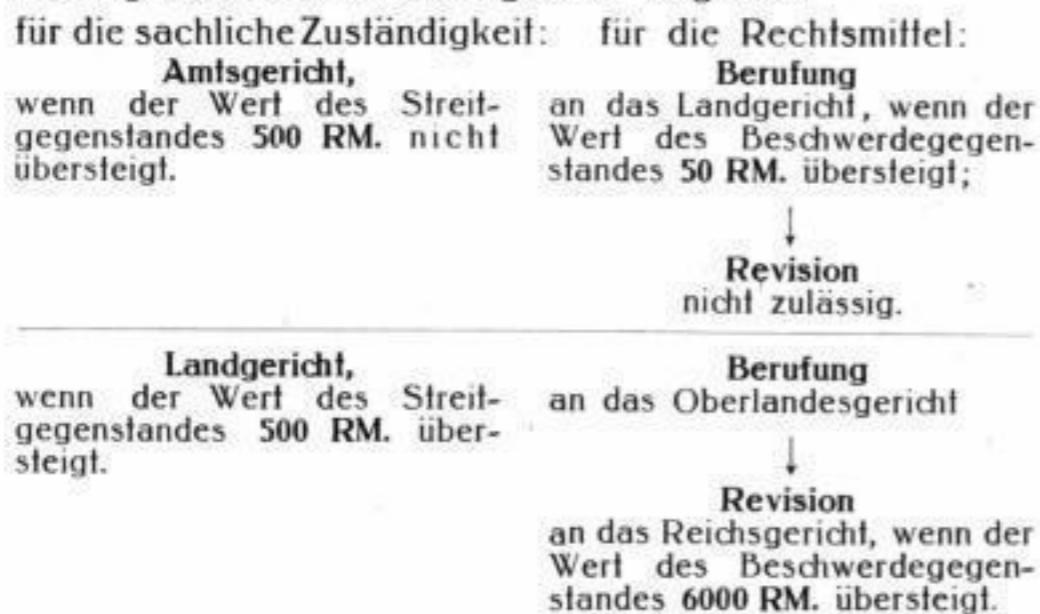 für die sachliche Zuständigkeit:
Amtsgericht,
wenn der Wert des Streit-
gegenstandes 500 RM. nicht
übersteigt.
für die Rechtsmittel:
Berufung
an das Landgericht, wenn der
Wert des Beschwerdegegen-
standes 50 RM. übersteigt;
Revision
nicht zulässig.
Landgericht,
wenn der Wert des Streit-
gegenstandes 500 RM. über-
steigt.
Berufung
an das Oberlandesgericht
Revision
an das Reichsgericht, wenn der
Wert des Beschwerdegegen-
standes 6000 RM. übersteigt.